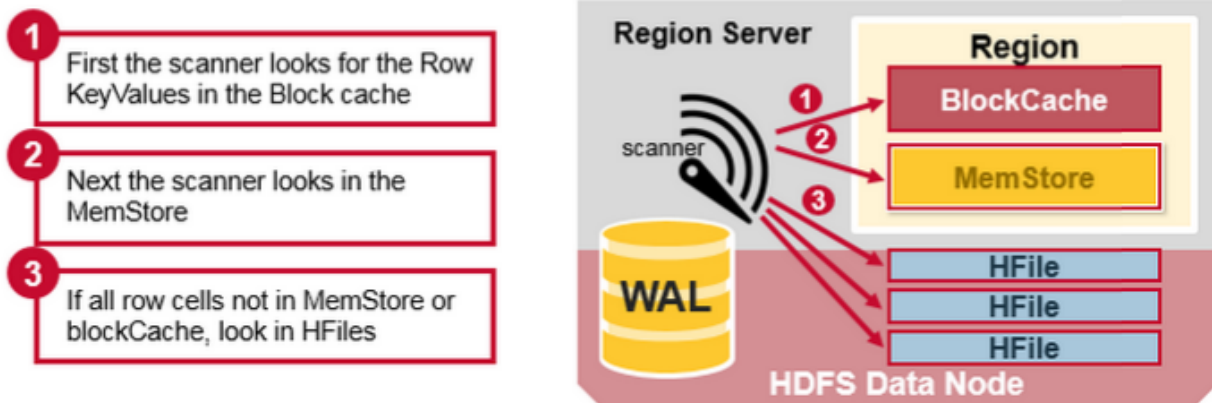 1
First the scanner looks for the Row
KeyValues in the Block cache
2
Next the scanner looks in the
MemStore
3
If all row cells not in MemStore or
blockCache, look in HFiles
Region Server
Region
BlockCache
MemStore
1
2
3
scanner
WAL
HFile
HFile
HFile
HDFS Data Node